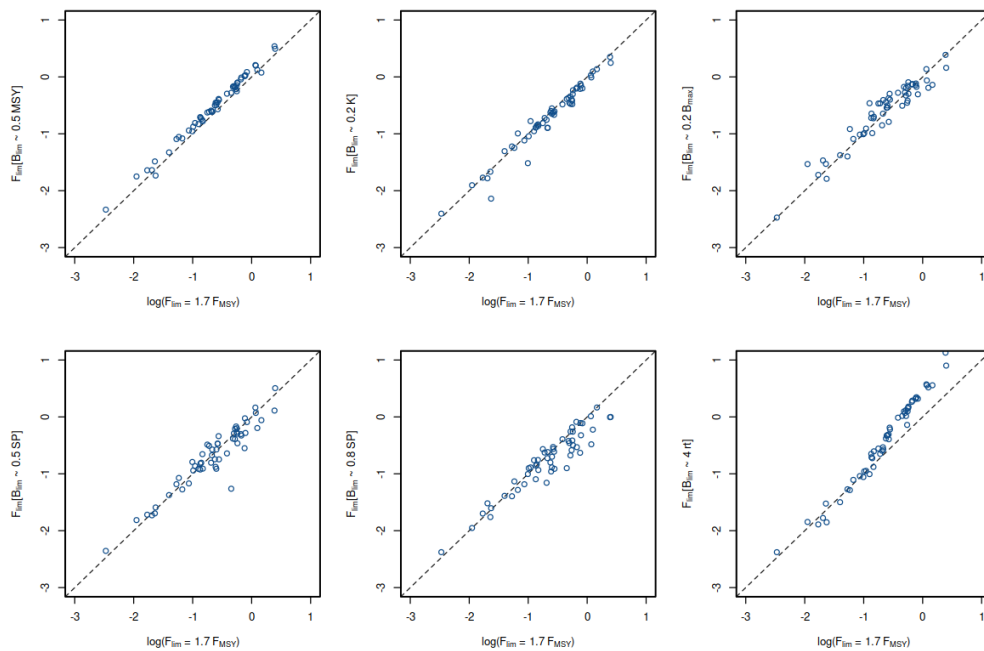 F_lim[B_lim ~ 0.5 MSY]
1
0
-1
-2
-3
-3 -2 -1 0 1
log(F_lim = 1.7 F_MSY)
F_lim[B_lim ~ 0.2 K]
1
0
-1
-2
-3
-3 -2 -1 0 1
log(F_lim = 1.7 F_MSY)
F_lim[B_lim ~ 0.2 B_max]
1
0
-1
-2
-3
-3 -2 -1 0 1
log(F_lim = 1.7 F_MSY)
F_lim[B_lim ~ 0.5 SP]
1
0
-1
-2
-3
-3 -2 -1 0 1
log(F_lim = 1.7 F_MSY)
F_lim[B_lim ~ 0.8 SP]
1
0
-1
-2
-3
-3 -2 -1 0 1
log(F_lim = 1.7 F_MSY)
F_lim[B_lim ~ 4 rt]
1
0
-1
-2
-3
-3 -2 -1 0 1
log(F_lim = 1.7 F_MSY)